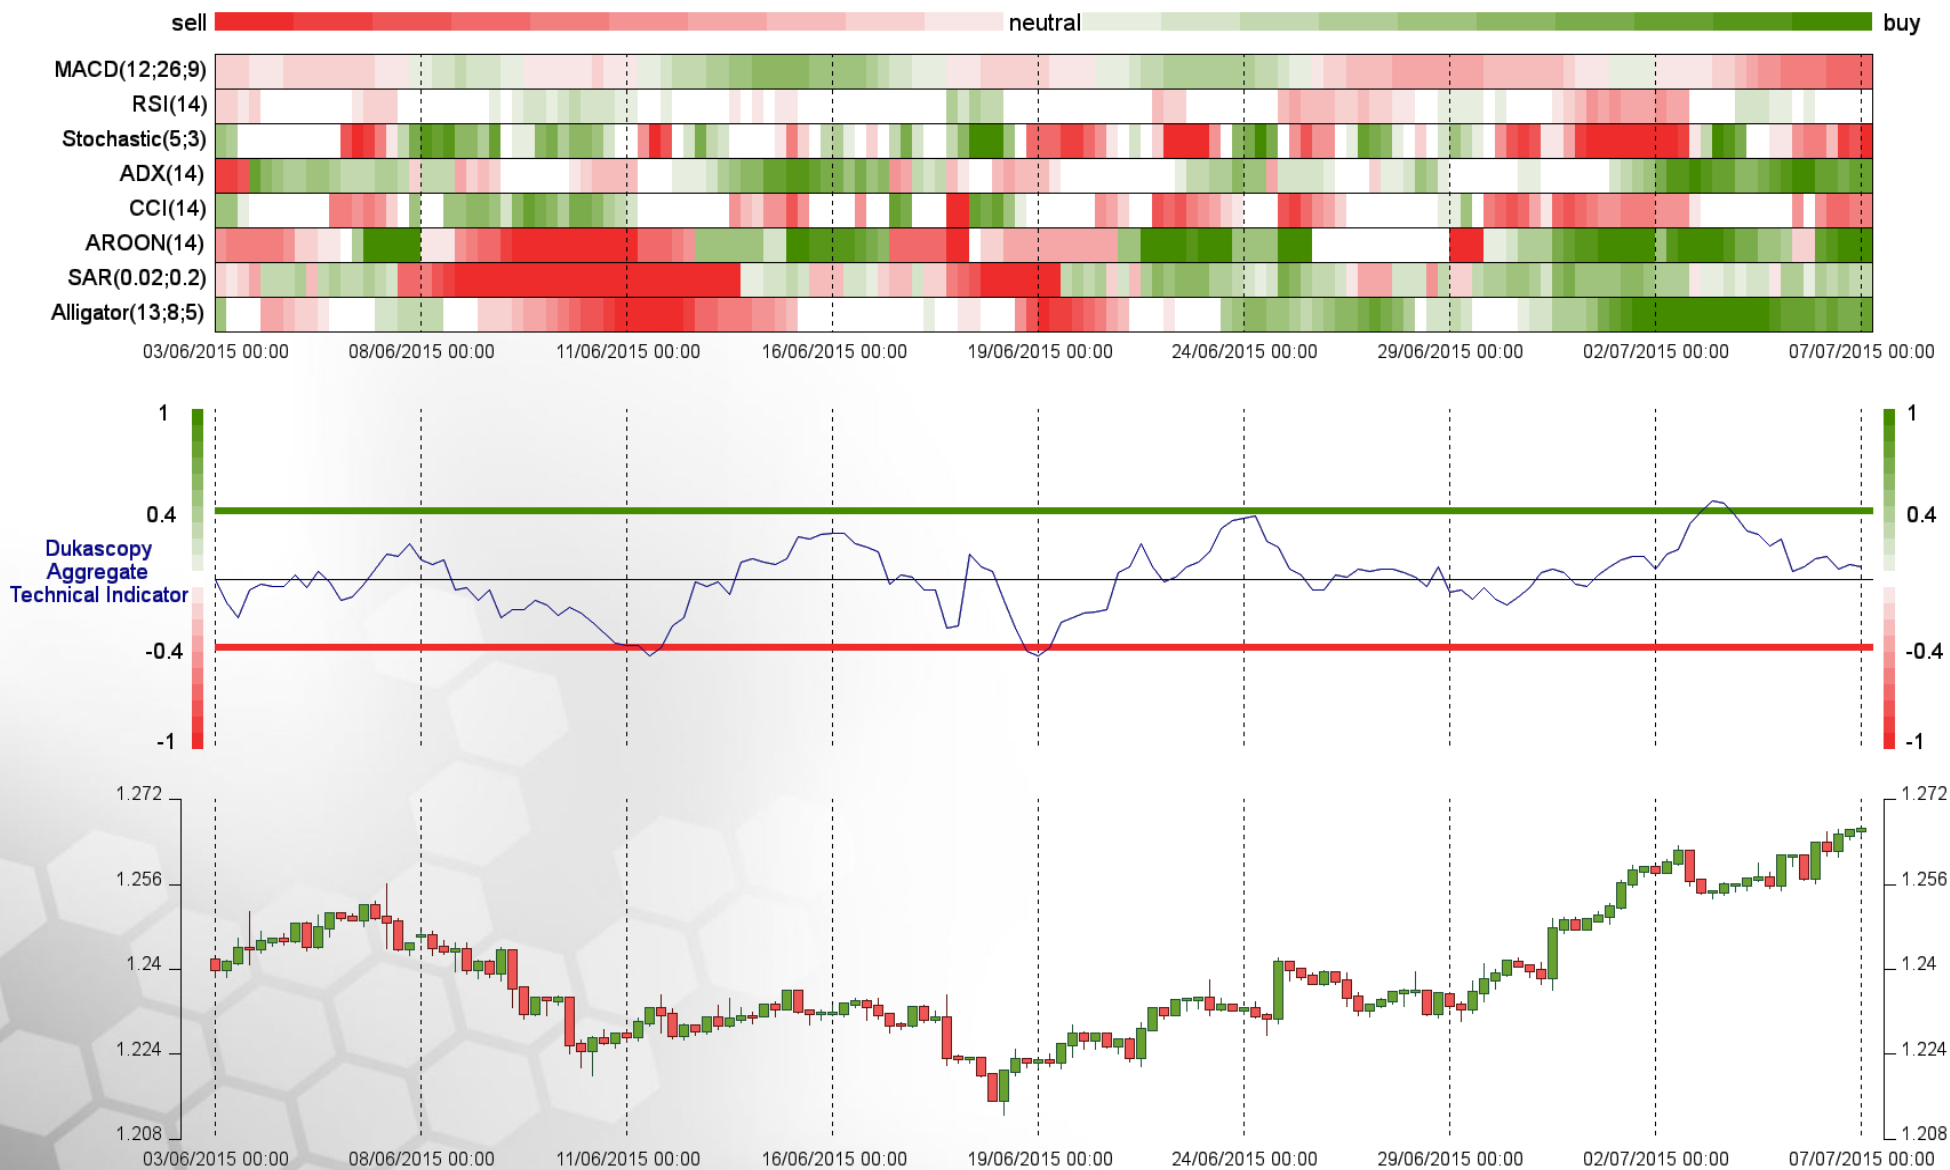 sell neutral buy
MACD(12;26;9)
RSI(14)
Stochastic(5;3)
ADX(14)
CCI(14)
AROON(14)
SAR(0.02;0.2)
Alligator(13;8;5)
03/06/2015 00:00 08/06/2015 00:00 11/06/2015 00:00 16/06/2015 00:00 19/06/2015 00:00 24/06/2015 00:00 29/06/2015 00:00 02/07/2015 00:00 07/07/2015 00:00
1 1
0.4 0.4
Dukascopy
Aggregate
Technical Indicator
-0.4 -0.4
-1 -1
1.272 1.272
1.256 1.256
1.24 1.24
1.224 1.224
1.208 1.208
03/06/2015 00:00 08/06/2015 00:00 11/06/2015 00:00 16/06/2015 00:00 19/06/2015 00:00 24/06/2015 00:00 29/06/2015 00:00 02/07/2015 00:00 07/07/2015 00:00